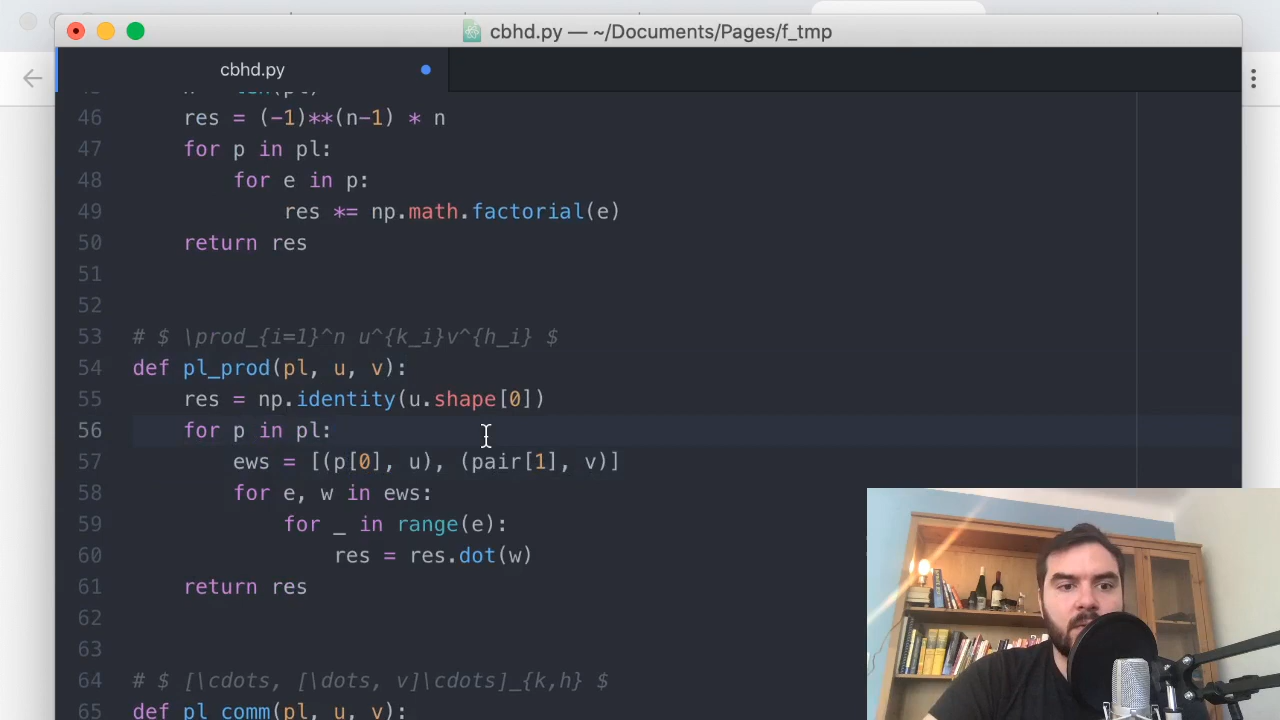 cbhd.py — ~/Documents/Pages/f_tmp
cbhd.py
46 res = (-1)**(n-1) * n
47 for p in pl:
48 for e in p:
49 res *= np.math.factorial(e)
50 return res
51
52
53 # $ \prod_{i=1}^n u^{k_i}v^{h_i} $
54 def pl_prod(pl, u, v):
55 res = np.identity(u.shape[0])
56 for p in pl:
57 ews = [(p[0], u), (pair[1], v)]
58 for e, w in ews:
59 for _ in range(e):
60 res = res.dot(w)
61 return res
62
63
64 # $ [\cdots, [\dots, v]\cdots]_{k,h} $
65 def pl_comm(pl, u, v):